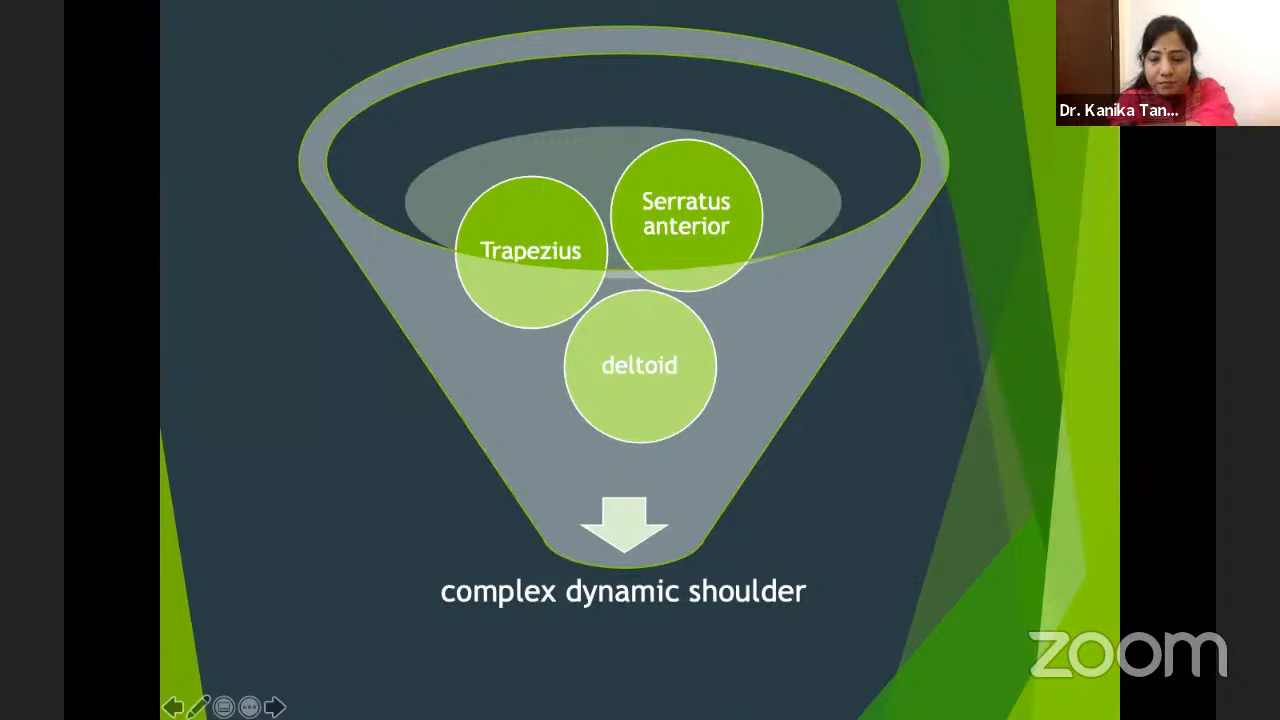 Dr. Kanika Tan...
Serratus
anterior
Trapezius
deltoid
complex dynamic shoulder
zoom